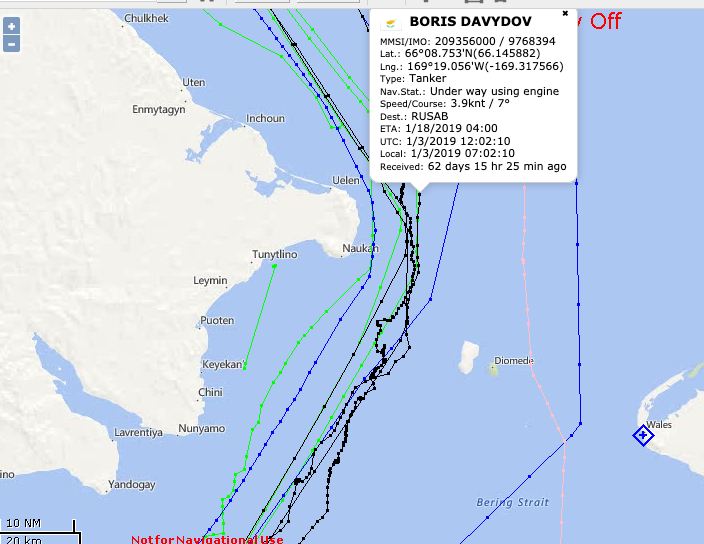 Chulkhek
y Off
BORIS DAVYDOV
MMSI/IMO: 209356000 / 9768394
Lat.: 66°08.753'N(66.145882)
Lng.: 169°19.056'W(-169.317566)
Type: Tanker
Nav.Stat.: Under way using engine
Speed/Course: 3.9knt / 7°
Dest.: RUSAB
ETA: 1/18/2019 04:00
UTC: 1/3/2019 12:02:10
Local: 1/3/2019 07:02:10
Received: 62 days 15 hr 25 min ago
Uten
Enmytagyn
Inchoun
Uelen
Naukan
Tunytlino
Leymin
Puoten
Keyekan
Diomede
Chini
Nunyamo
Lavrentiya
Wales
ino
Yandogay
Bering Strait
10 NM
20 km
Not for Navigational Use